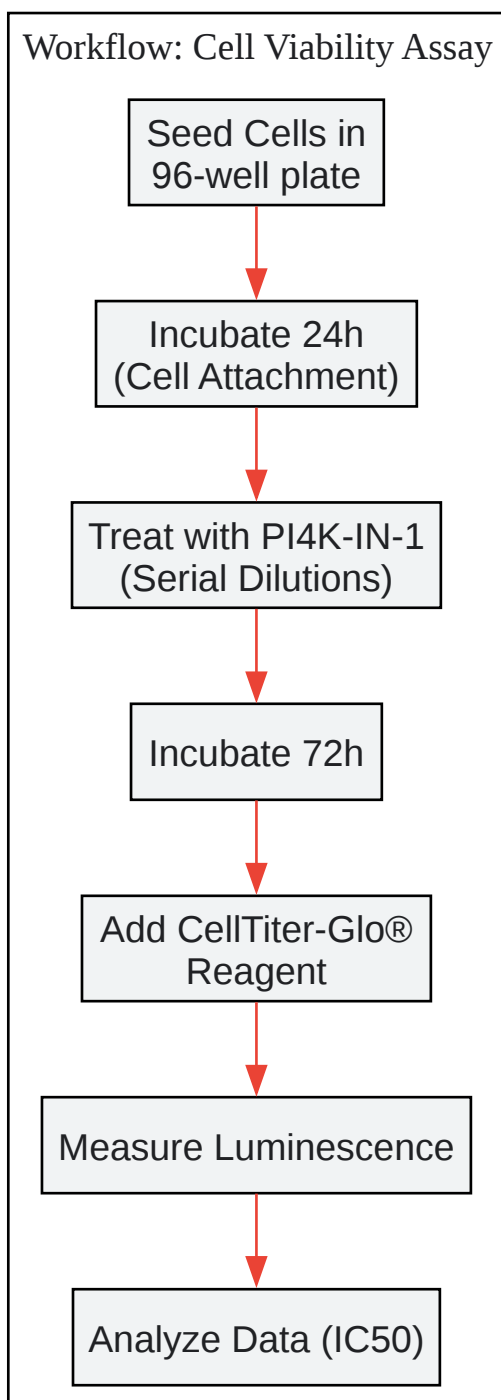 Workflow: Cell Viability Assay
Seed Cells in
96-well plate
Incubate 24h
(Cell Attachment)
Treat with PI4K-IN-1
(Serial Dilutions)
Incubate 72h
Add CellTiter-Glo®
Reagent
Measure Luminescence
Analyze Data (IC50)